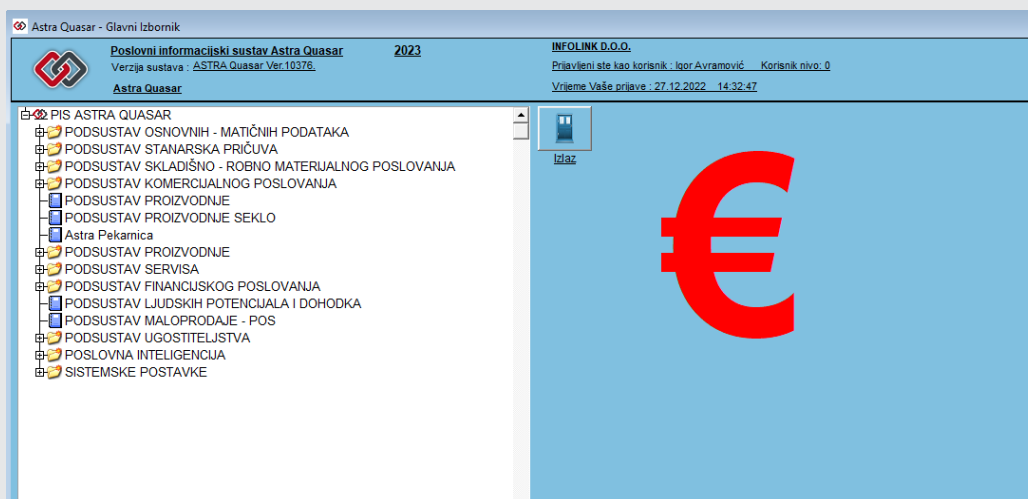 Astra Quasar - Glavni Izbornik
Poslovni informacijski sustav Astra Quasar 2023
Verzija sustava : ASTRA Quasar Ver.10376.
Astra Quasar
INFOLINK D.O.O.
Prijavljeni ste kao korisnik : Igor Avramović Korisnik nivo: 0
Vrijeme Vaše prijave : 27.12.2022 14:32:47
PIS ASTRA QUASAR
PODSUSTAV OSNOVNIH - MATIČNIH PODATAKA
PODSUSTAV STANARSKA PRIČUVA
PODSUSTAV SKLADIŠNO - ROBNO MATERIJALNOG POSLOVANJA
PODSUSTAV KOMERCIJALNOG POSLOVANJA
PODSUSTAV PROIZVODNJE
PODSUSTAV PROIZVODNJE SEKLO
Astra Pekarnica
PODSUSTAV PROIZVODNJE
PODSUSTAV SERVISA
PODSUSTAV FINANCIJSKOG POSLOVANJA
PODSUSTAV LJUDSKIH POTENCIJALA I DOHODKA
PODSUSTAV MALOPRODAJE - POS
PODSUSTAV UGOSTITELJSTVA
POSLOVNA INTELIGENCIJA
SISTEMSKE POSTAVKE
Izlaz
€